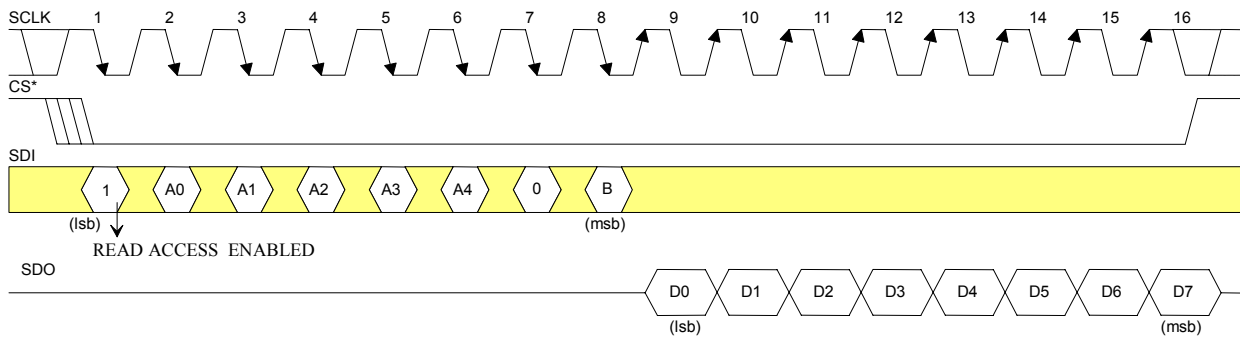 SCLK 1 2 3 4 5 6 7 8 9 10 11 12 13 14 15 16
CS*
SDI
1 A0 A1 A2 A3 A4 0 B
(lsb) (msb)
READ ACCESS ENABLED
SDO
D0 D1 D2 D3 D4 D5 D6 D7
(lsb) (msb)